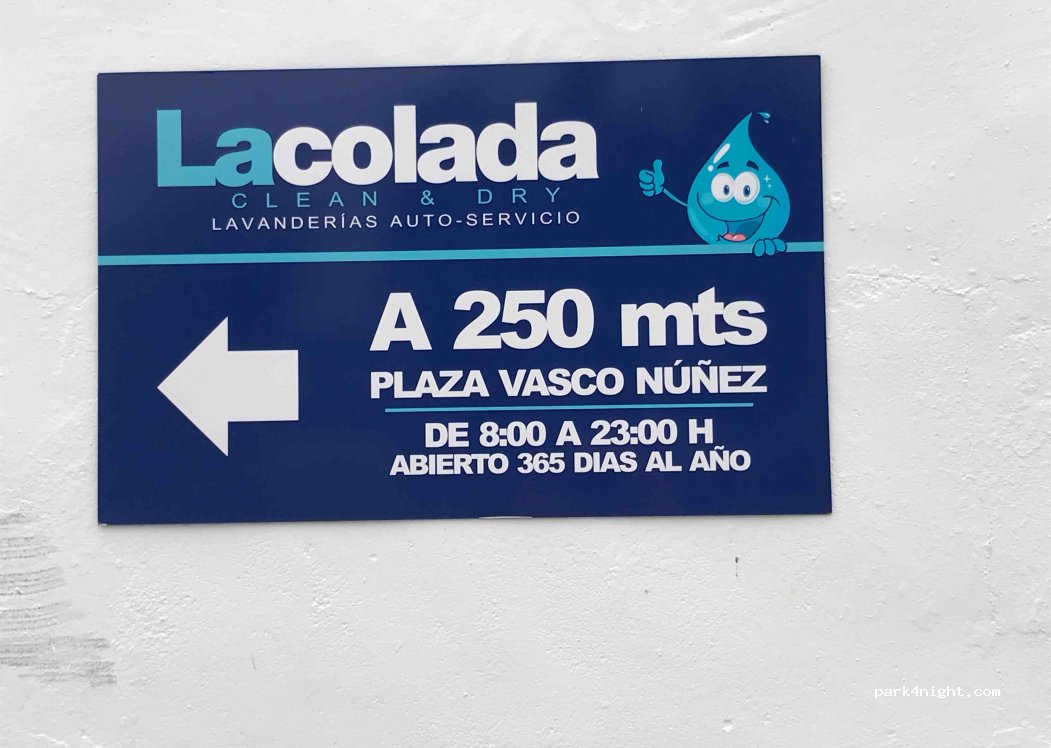 Lacolada
CLEAN & DRY
LAVANDERÍAS AUTO-SERVICIO
A 250 mts
PLAZA VASCO NÚÑEZ
DE 8:00 A 23:00 H
ABIERTO 365 DIAS AL AÑO
park4night.com